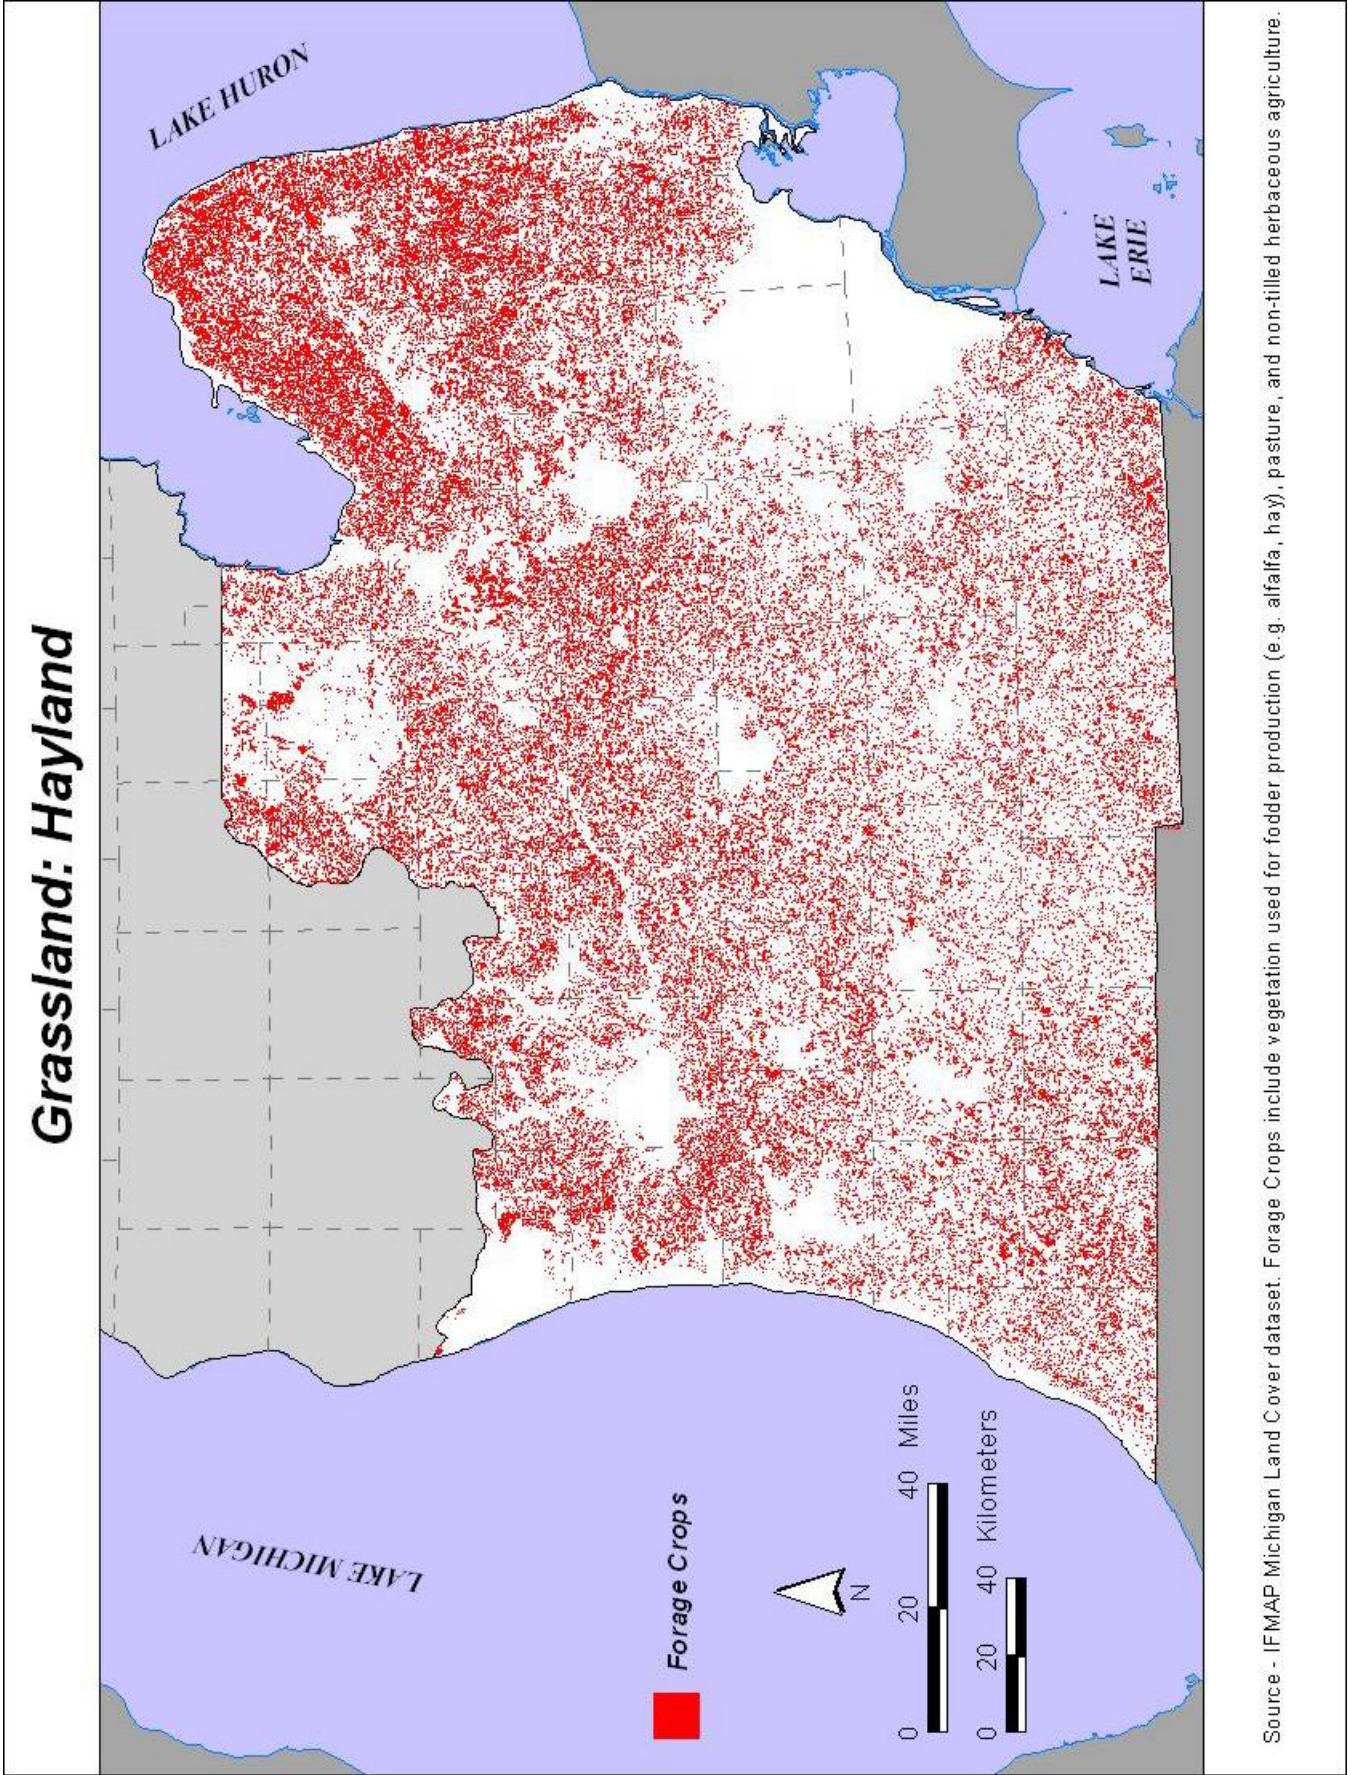 Grassland: Hayland
LAKE HURON
LAKE MICHIGAN
LAKE
ERIE
Forage Crops
N
0 20 40 Miles
0 20 40 Kilometers
Source - IFMAP Michigan Land Cover dataset. Forage Crops include vegetation used for fodder production (e.g. alfalfa, hay), pasture, and non-tilled herbaceous agriculture.